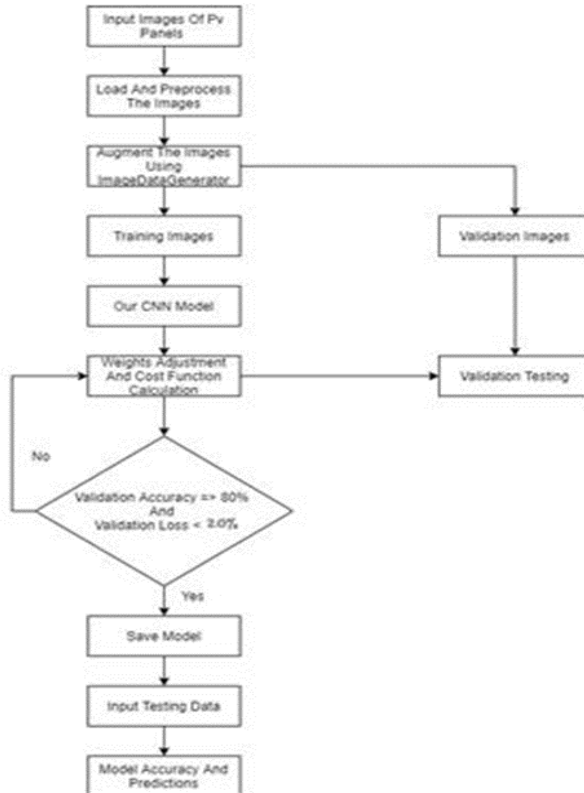 Input Images Of Pv
Panels
Load And Preprocess
The Images
Augment The Images
Using
ImageDataGenerator
Training Images
Validation Images
Our CNN Model
Weights Adjustment
And Cost Function
Calculation
Validation Testing
No
Validation Accuracy => 80%
And
Validation Loss < 20%
Yes
Save Model
Input Testing Data
Model Accuracy And
Predictions